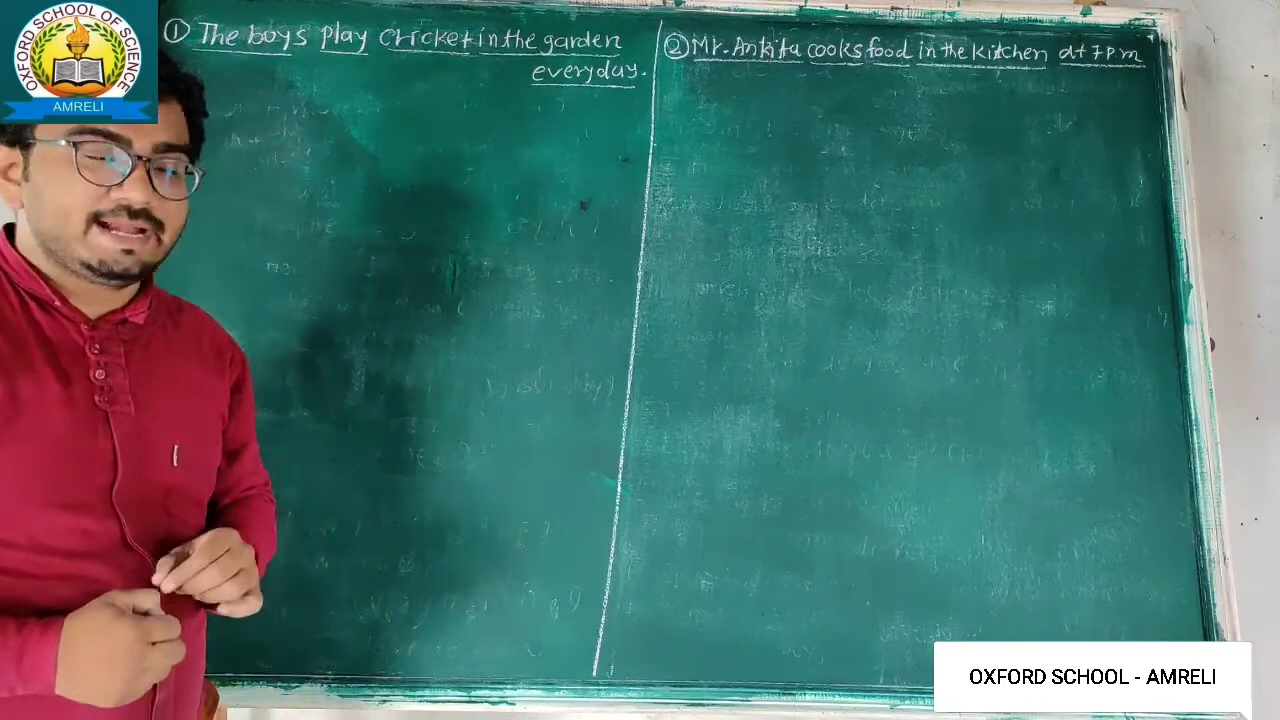 OXFORD SCHOOL OF SCIENCE
AMRELI
① The boys play cricket in the garden
everyday.
② Mr. Ankita cooks food in the kitchen at 7 p.m
OXFORD SCHOOL - AMRELI